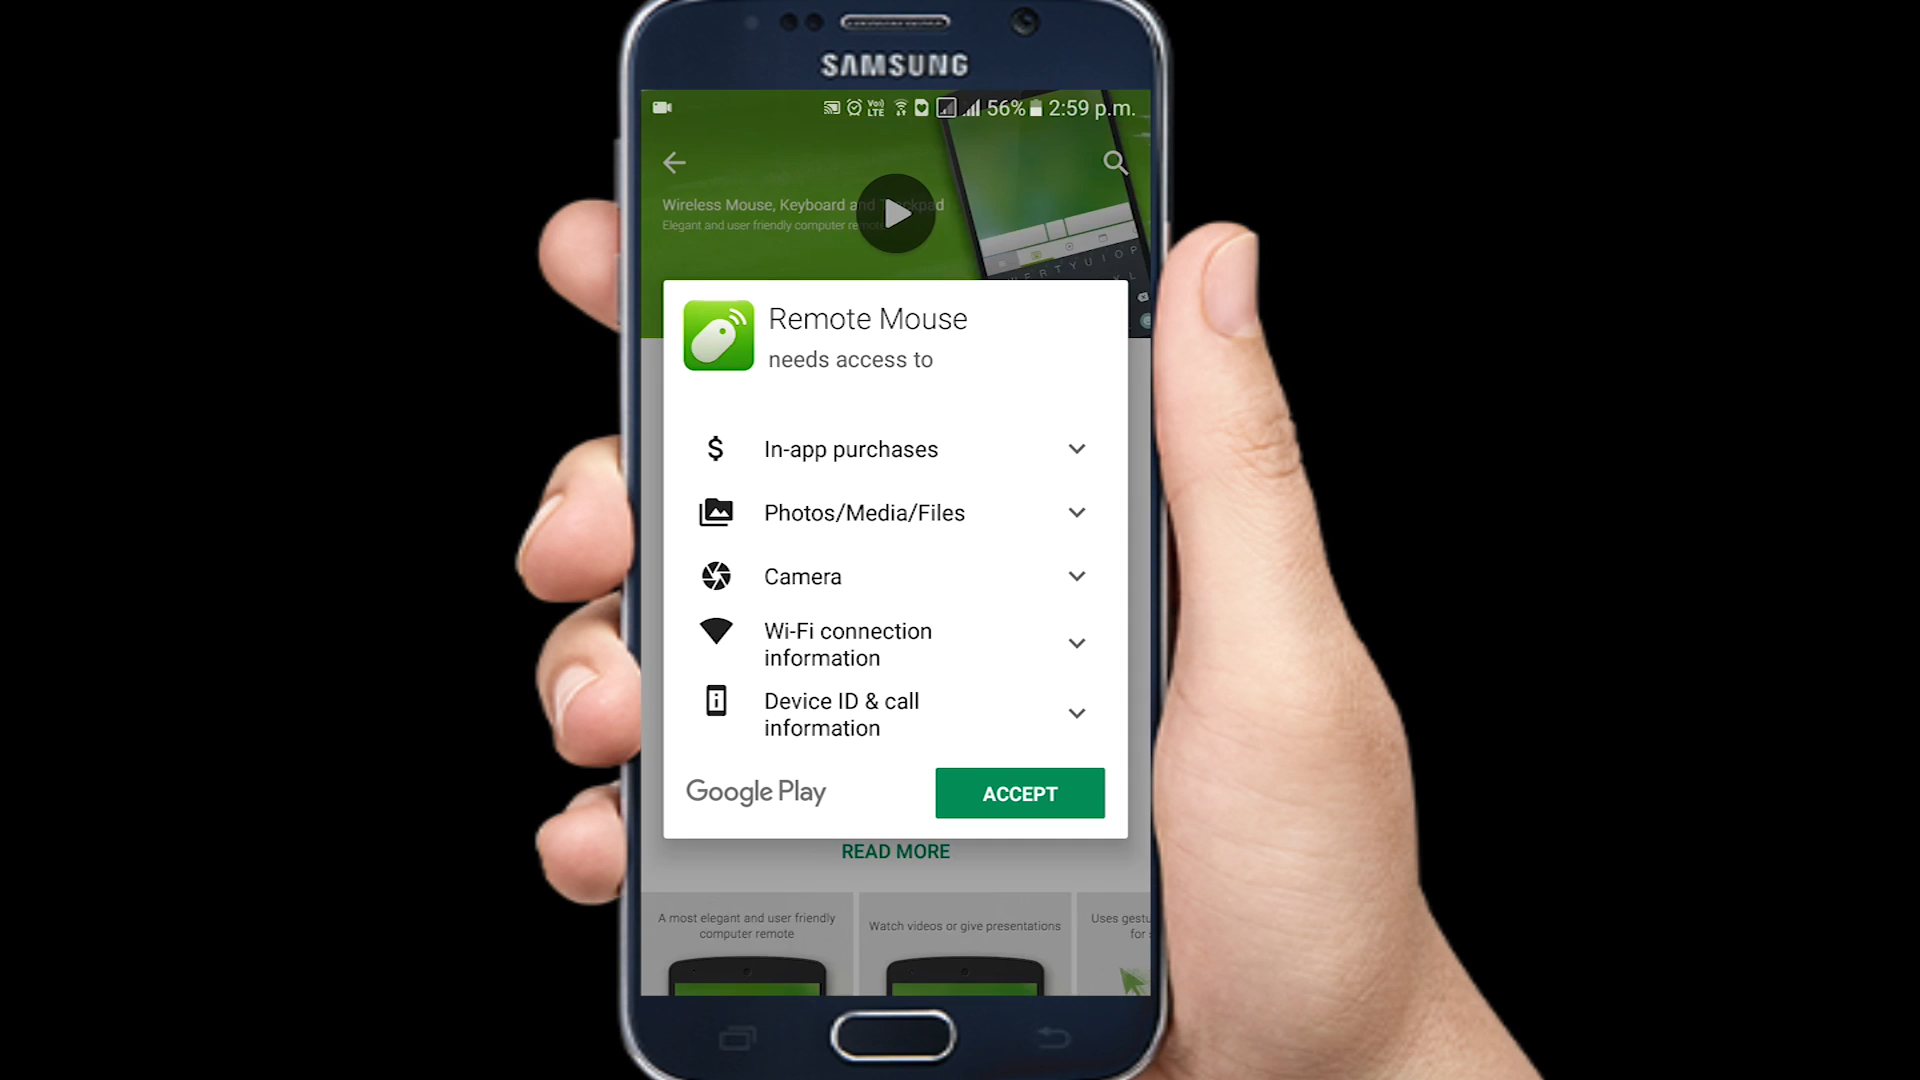 SAMSUNG
Vo)) LTE 56% 2:59 p.m.
Wireless Mouse, Keyboard and Trackpad
Elegant and user friendly computer remote
Remote Mouse
needs access to
$ In-app purchases
Photos/Media/Files
Camera
Wi-Fi connection
information
Device ID & call
information
Google Play
ACCEPT
READ MORE
A most elegant and user friendly
computer remote
Watch videos or give presentations
Uses
for